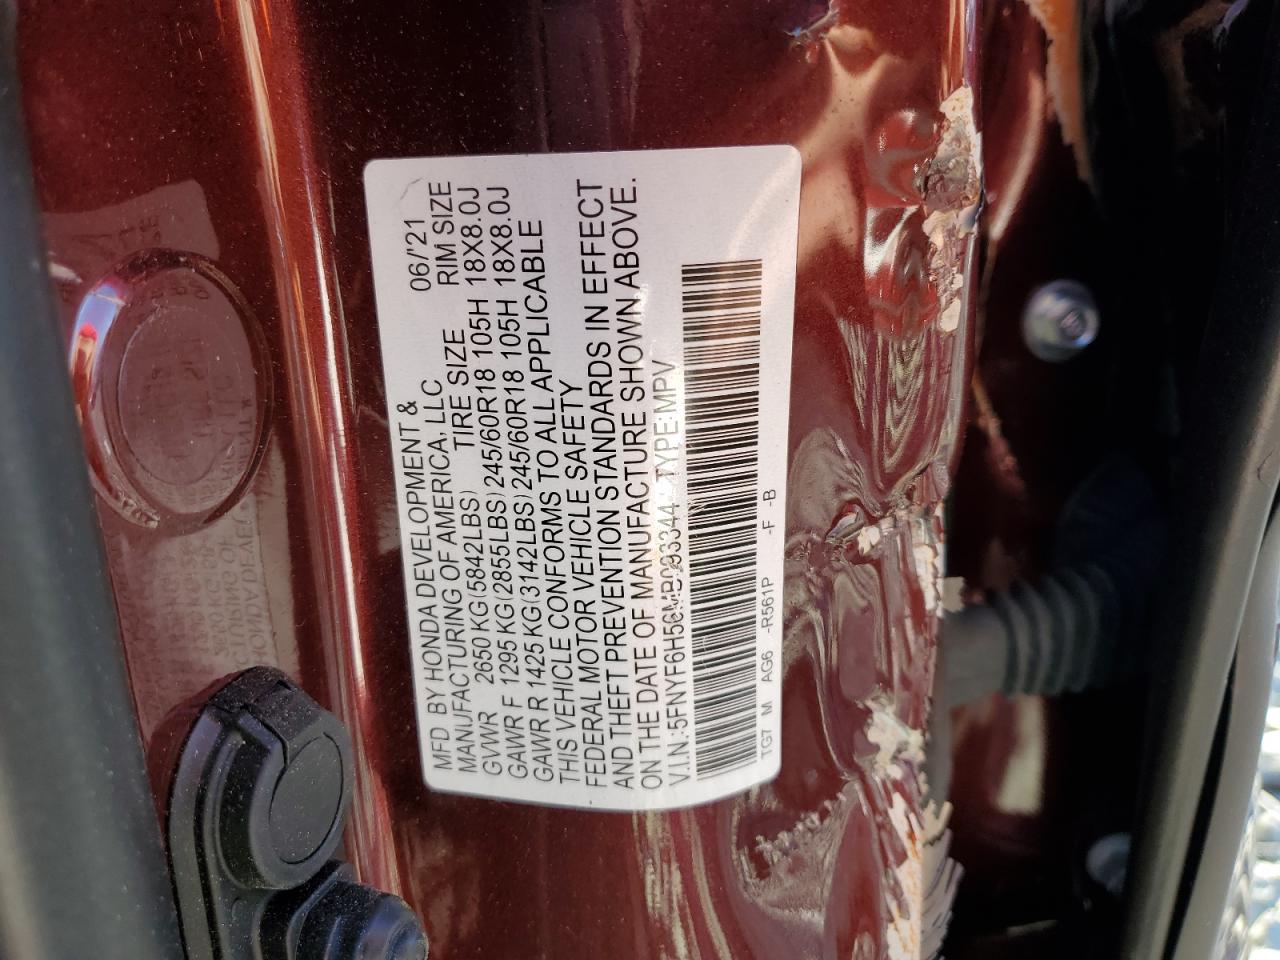 MFD. BY HONDA DEVELOPMENT & 06/'21
MANUFACTURING OF AMERICA, LLC
TIRE SIZE RIM SIZE
GVWR 2650 KG(5842LBS)
GAWR F 1295 KG(2855LBS) 245/60R18 105H 18X8.0J
GAWR R 1425 KG(3142LBS) 245/60R18 105H 18X8.0J
THIS VEHICLE CONFORMS TO ALL APPLICABLE
FEDERAL MOTOR VEHICLE SAFETY
AND THEFT PREVENTION STANDARDS IN EFFECT
ON THE DATE OF MANUFACTURE SHOWN ABOVE.
V.I.N.:5FNYF6H56MB093344 TYPE:MPV
TG7 M AG6 -R561P -F -B